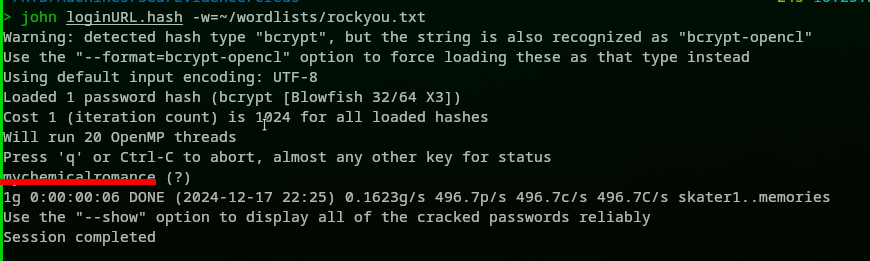 > john loginURL.hash -w=~/wordlists/rockyou.txt
Warning: detected hash type "bcrypt", but the string is also recognized as "bcrypt-opencl"
Use the "--format=bcrypt-opencl" option to force loading these as that type instead
Using default input encoding: UTF-8
Loaded 1 password hash (bcrypt [Blowfish 32/64 X3])
Cost 1 (iteration count) is 1024 for all loaded hashes
Will run 20 OpenMP threads
Press 'q' or Ctrl-C to abort, almost any other key for status
mychemicalromance (?)
1g 0:00:00:06 DONE (2024-12-17 22:25) 0.1623g/s 496.7p/s 496.7c/s 496.7C/s skater1..memories
Use the "--show" option to display all of the cracked passwords reliably
Session completed